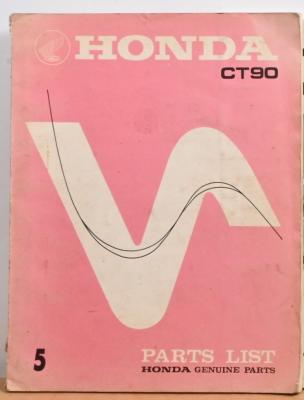 HONDA
CT90
5
PARTS LIST
HONDA GENUINE PARTS